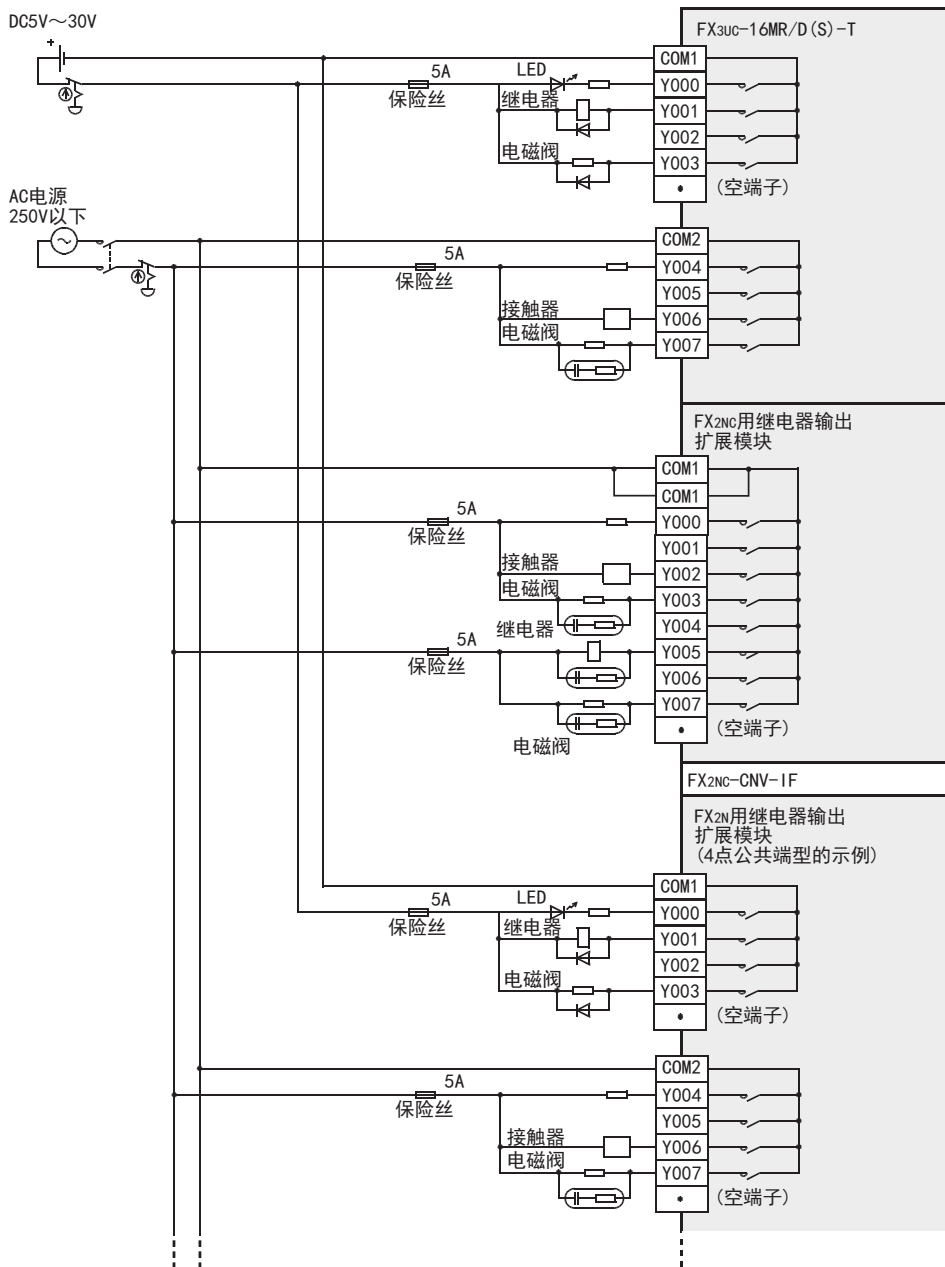 DC5V～30V
+
FX3UC-16MR/D(S)-T
COM1
5A
LED
保险丝
Y000
继电器
Y001
Y002
电磁阀
Y003
(空端子)
AC电源
250V以下
COM2
5A
保险丝
Y004
Y005
接触器
Y006
电磁阀
Y007
FX2NC用继电器输出
扩展模块
COM1
COM1
5A
保险丝
Y000
Y001
接触器
Y002
电磁阀
Y003
继电器
Y004
5A
保险丝
Y005
Y006
Y007
电磁阀
(空端子)
FX2NC-CNV-IF
FX2N用继电器输出
扩展模块
(4点公共端型的示例)
COM1
5A
LED
保险丝
Y000
继电器
Y001
Y002
电磁阀
Y003
(空端子)
COM2
5A
保险丝
Y004
Y005
接触器
Y006
电磁阀
Y007
(空端子)